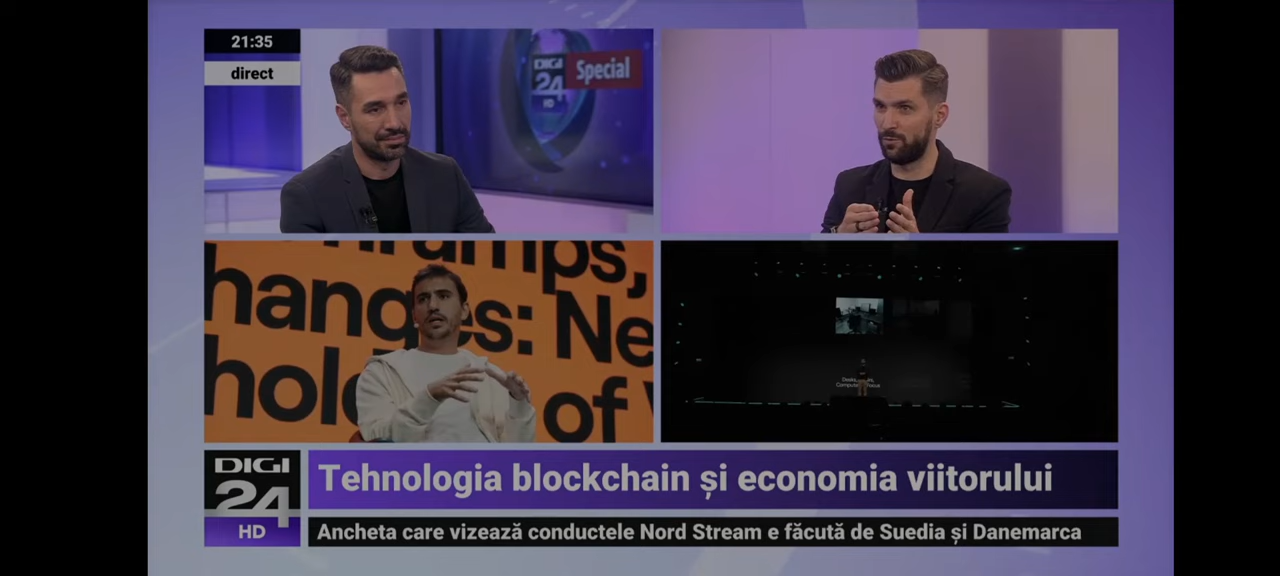 21:35
direct
DIGI
24
HD
Special
hanges: Ne
hol
of
DIGI
24
HD
Tehnologia blockchain și economia viitorului
Ancheta care vizează conductele Nord Stream e făcută de Suedia și Danemarca